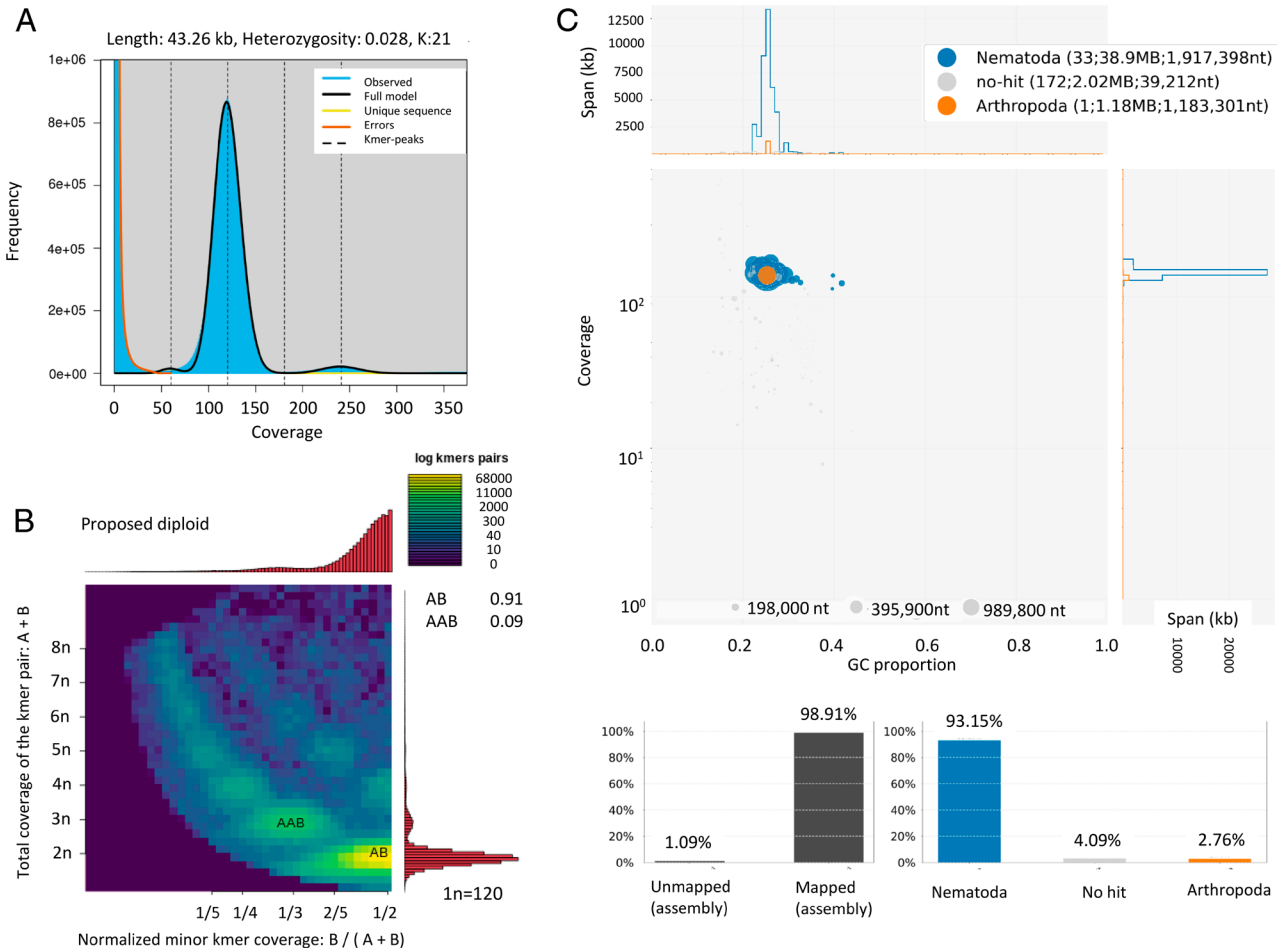 A
Length: 43.26 kb, Heterozygosity: 0.028, K:21
1e+06
8e+05
6e+05
4e+05
2e+05
0e+00
Frequency
Observed
Full model
Unique sequence
Errors
Kmer-peaks
0 50 100 150 200 250 300 350
Coverage
B
Proposed diploid
log kmers pairs
68000
11000
2000
300
40
10
0
AB 0.91
AAB 0.09
Total coverage of the kmer pair: A + B
8n
7n
6n
5n
4n
3n
2n
AAB
AB
1n=120
1/5 1/4 1/3 2/5 1/2
Normalized minor kmer coverage: B / ( A + B)
C
Span (kb)
12500
10000
7500
5000
2500
Nematoda (33;38.9MB;1,917,398nt)
no-hit (172;2.02MB;39,212nt)
Arthropoda (1;1.18MB;1,183,301nt)
Coverage
10²
10¹
10⁰
198,000 nt 395,900nt 989,800 nt
0.0 0.2 0.4 0.6 0.8 1.0
GC proportion
Span (kb)
10000 20000
100%
80%
60%
40%
20%
0%
1.09%
98.91%
Unmapped
(assembly)
Mapped
(assembly)
100%
80%
60%
40%
20%
0%
93.15%
4.09%
2.76%
Nematoda
No hit
Arthropoda